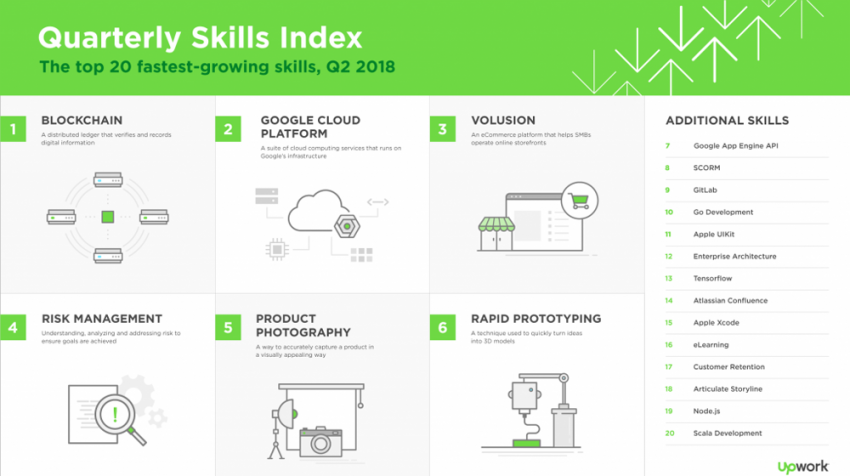 Quarterly Skills Index
The top 20 fastest-growing skills, Q2 2018
1
BLOCKCHAIN
A distributed ledger that verifies and records
digital information
2
GOOGLE CLOUD
PLATFORM
A suite of cloud computing services that runs on
Google's infrastructure
3
VOLUSION
An eCommerce platform that helps SMBs
operate online storefronts
4
RISK MANAGEMENT
Understanding, analyzing and addressing risk to
ensure goals are achieved
!
5
PRODUCT
PHOTOGRAPHY
A way to accurately capture a product in
a visually appealing way
6
RAPID PROTOTYPING
A technique used to quickly turn ideas
into 3D models
ADDITIONAL SKILLS
7 Google App Engine API
8 SCORM
9 GitLab
10 Go Development
11 Apple UIKit
12 Enterprise Architecture
13 Tensorflow
14 Atlassian Confluence
15 Apple Xcode
16 eLearning
17 Customer Retention
18 Articulate Storyline
19 Node.js
20 Scala Development
upwork